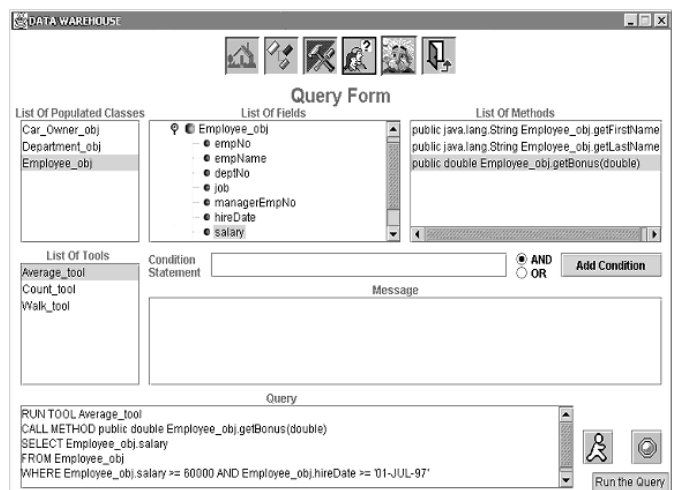 DATA WAREHOUSE
?
Query Form
List Of Populated Classes
Car_Owner_obj
Department_obj
Employee_obj
List Of Fields
Employee_obj
empNo
empName
deptNo
job
managerEmpNo
hireDate
salary
List Of Methods
public java.lang.String Employee_obj.getFirstName
public java.lang.String Employee_obj.getLastName
public double Employee_obj.getBonus(double)
List Of Tools
Average_tool
Count_tool
Walk_tool
Condition
Statement
AND
OR
Add Condition
Message
Query
RUN TOOL Average_tool
CALL METHOD public double Employee_obj.getBonus(double)
SELECT Employee_obj.salary
FROM Employee_obj
WHERE Employee_obj.salary >= 60000 AND Employee_obj.hireDate >= '01-JUL-97'
Run the Query